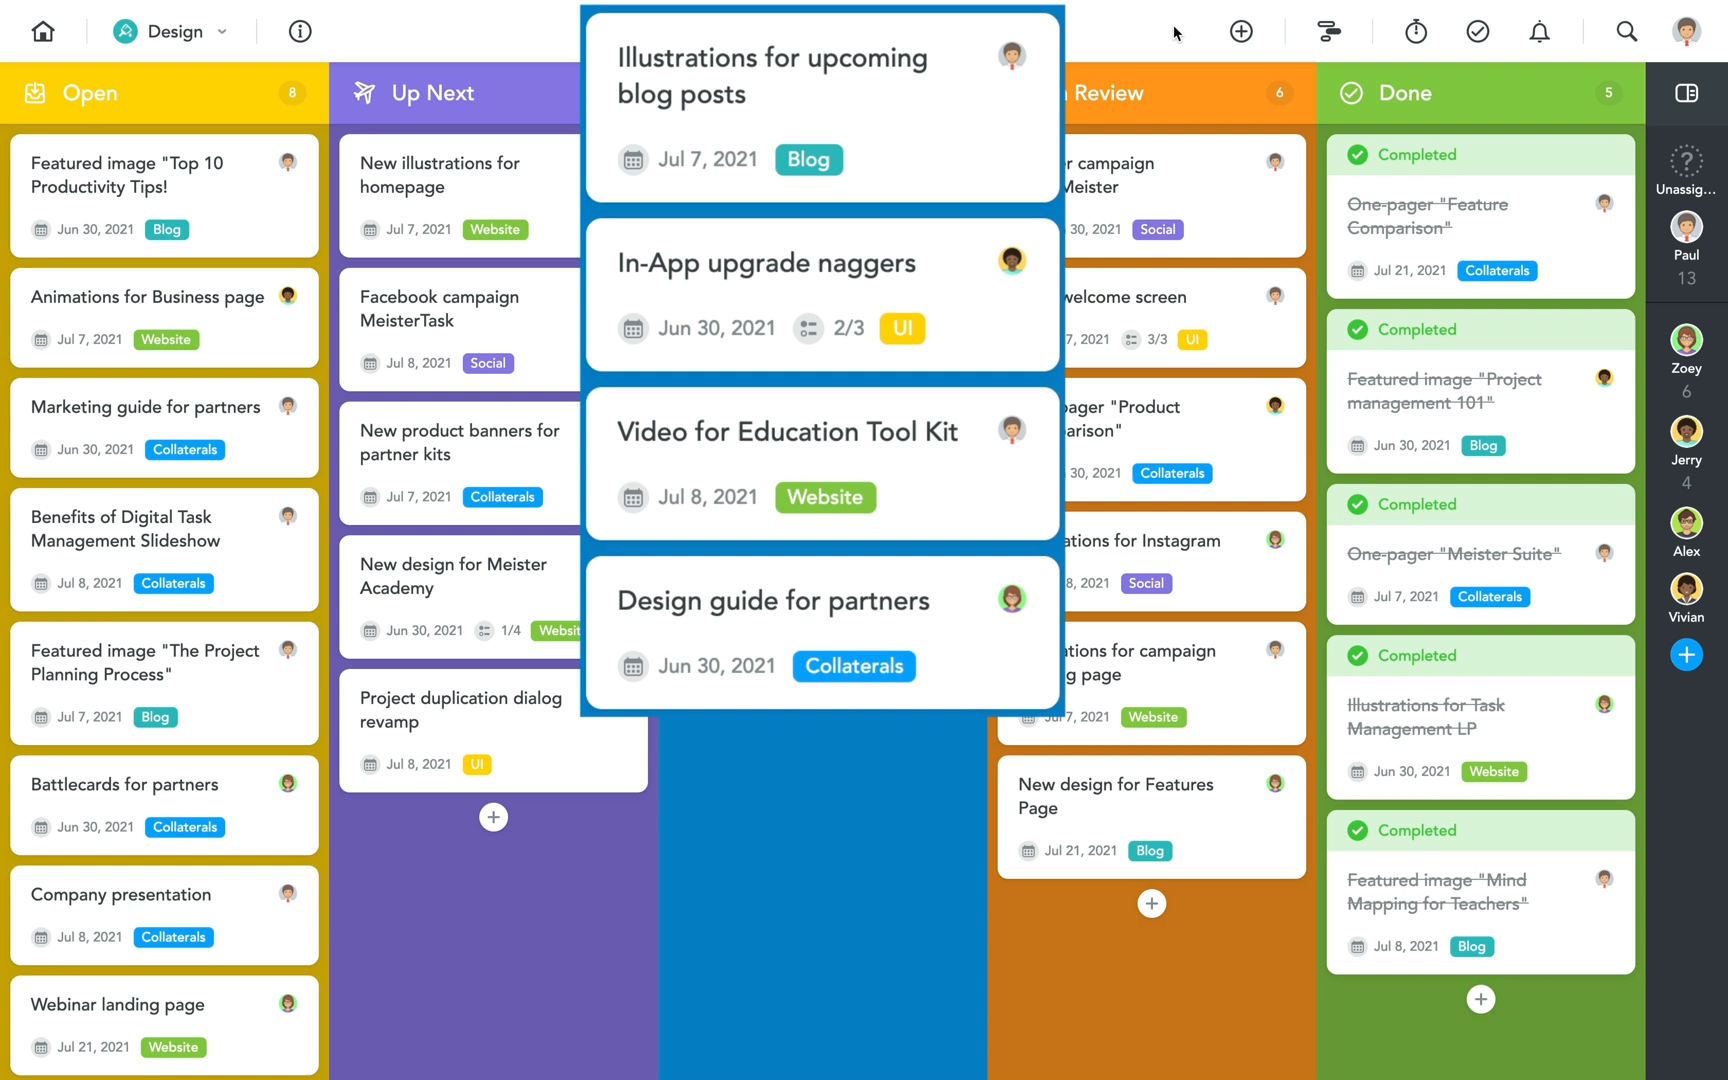 Design
Open
8
Featured image "Top 10
Productivity Tips!
Jun 30, 2021
Blog
Animations for Business page
Jul 7, 2021
Website
Marketing guide for partners
Jun 30, 2021
Collaterals
Benefits of Digital Task
Management Slideshow
Jul 8, 2021
Collaterals
Featured image "The Project
Planning Process"
Jul 7, 2021
Blog
Battlecards for partners
Jun 30, 2021
Collaterals
Company presentation
Jul 8, 2021
Collaterals
Webinar landing page
Jul 21, 2021
Website
Up Next
New illustrations for
homepage
Jul 7, 2021
Website
Facebook campaign
MeisterTask
Jul 8, 2021
Social
New product banners for
partner kits
Jul 7, 2021
Collaterals
New design for Meister
Academy
Jun 30, 2021
1/4
Websit
Project duplication dialog
revamp
Jul 8, 2021
UI
Illustrations for upcoming
blog posts
Jul 7, 2021
Blog
In-App upgrade naggers
Jun 30, 2021
2/3
UI
Video for Education Tool Kit
Jul 8, 2021
Website
Design guide for partners
Jun 30, 2021
Collaterals
Review
6
r campaign
Meister
30, 2021
Social
welcome screen
7, 2021
3/3
UI
pager "Product
arison"
30, 2021
Collaterals
ations for Instagram
8, 2021
Social
ations for campaign
g page
Jul 7, 2021
Website
New design for Features
Page
Jul 21, 2021
Blog
Done
5
Completed
One-pager "Feature
Comparison"
Jul 21, 2021
Collaterals
Completed
Featured image "Project
management 101"
Jun 30, 2021
Blog
Completed
One-pager "Meister Suite"
Jul 7, 2021
Collaterals
Completed
Illustrations for Task
Management LP
Jun 30, 2021
Website
Completed
Featured image "Mind
Mapping for Teachers"
Jul 8, 2021
Blog
Unassig...
Paul
13
Zoey
6
Jerry
4
Alex
Vivian